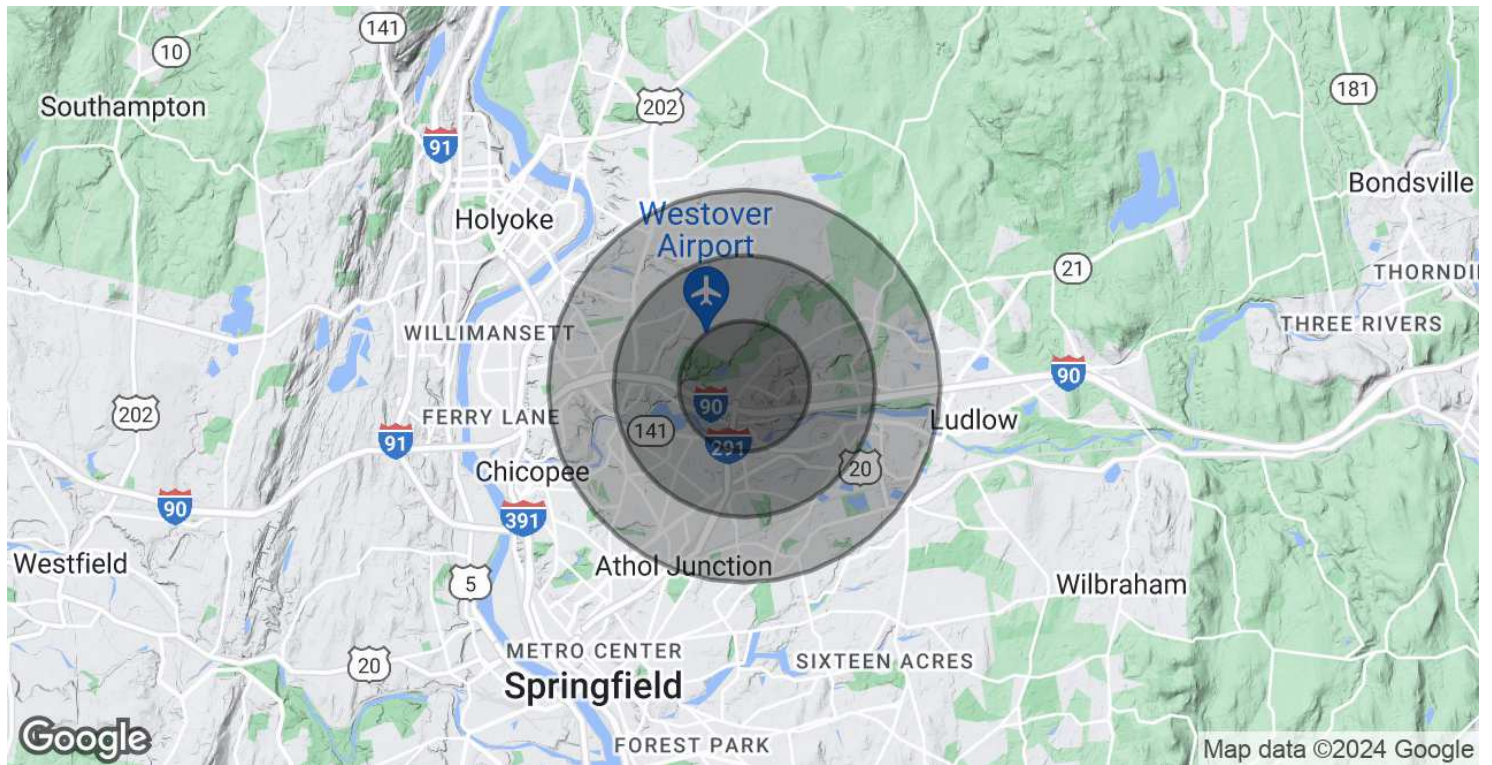 141
10
Southampton
202
181
91
Bondsville
Holyoke
Westover
Airport
21
THORNDI
WILLIMANSETT
THREE RIVERS
90
202
FERRY LANE
90
141
Ludlow
91
291
20
Chicopee
90
391
Westfield
Athol Junction
5
Wilbraham
METRO CENTER
20
SIXTEEN ACRES
Springfield
Google
FOREST PARK
Map data ©2024 Google